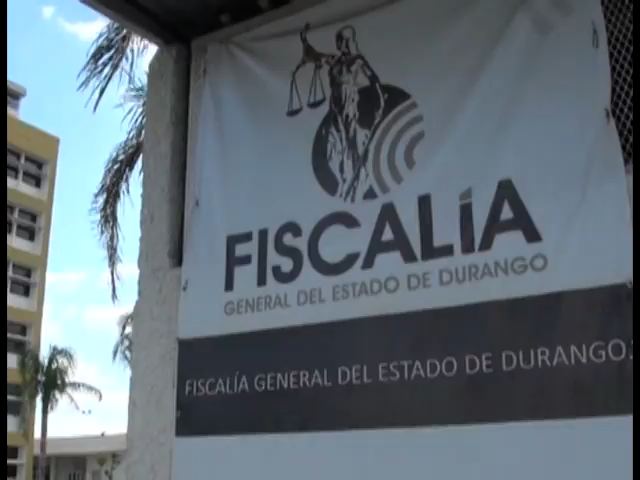 FISCALÍA
GENERAL DEL ESTADO DE DURANGO
FISCALÍA GENERAL DEL ESTADO DE DURANGO.